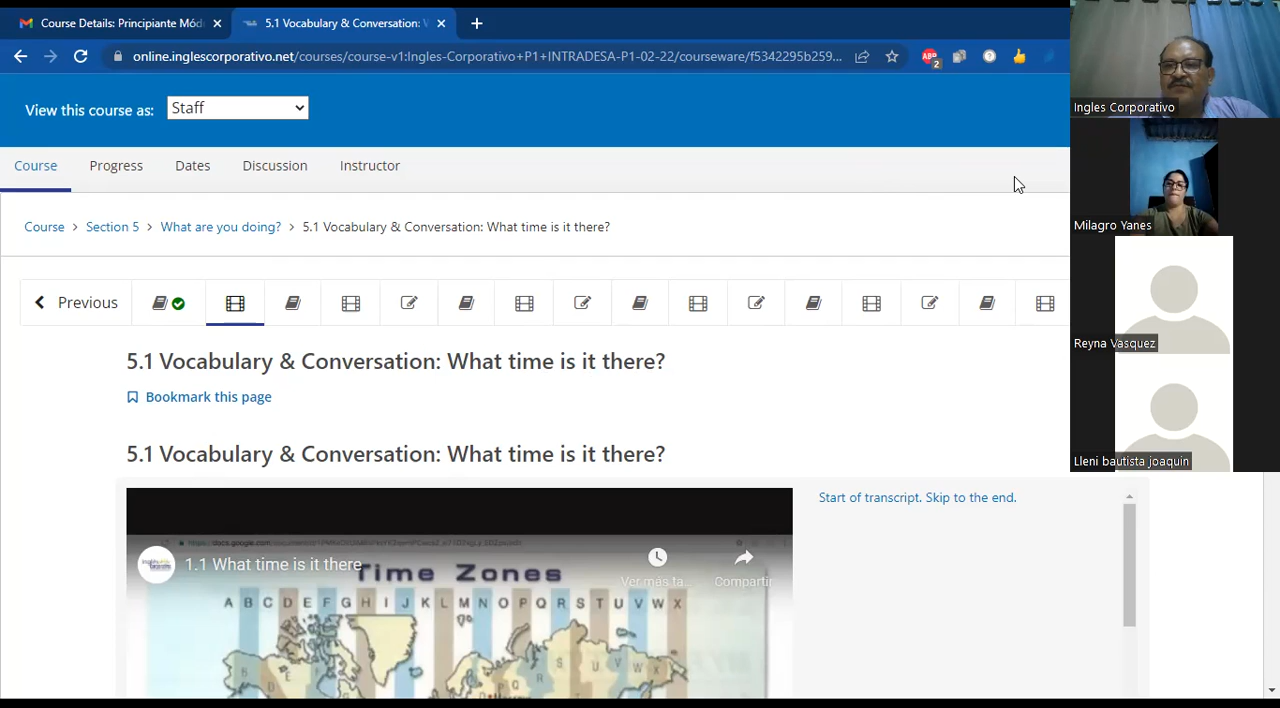 Course Details: Principiante Mód
5.1 Vocabulary & Conversation: V
online.inglescorporativo.net/courses/course-v1:Ingles-Corporativo+P1+INTRADESA-P1-02-22/courseware/f5342295b259...
ABP
2
View this course as:
Staff
Course
Progress
Dates
Discussion
Instructor
Course > Section 5 > What are you doing? > 5.1 Vocabulary & Conversation: What time is it there?
Previous
5.1 Vocabulary & Conversation: What time is it there?
Bookmark this page
5.1 Vocabulary & Conversation: What time is it there?
Start of transcript. Skip to the end.
1.1 What time is it there
Ver más ta...
Compartir
Time Zones
A B C D E F G H I J K L M N O P Q R S T U V W X
Ingles Corporativo
Milagro Yanes
Reyna Vasquez
Lleni bautista joaquin